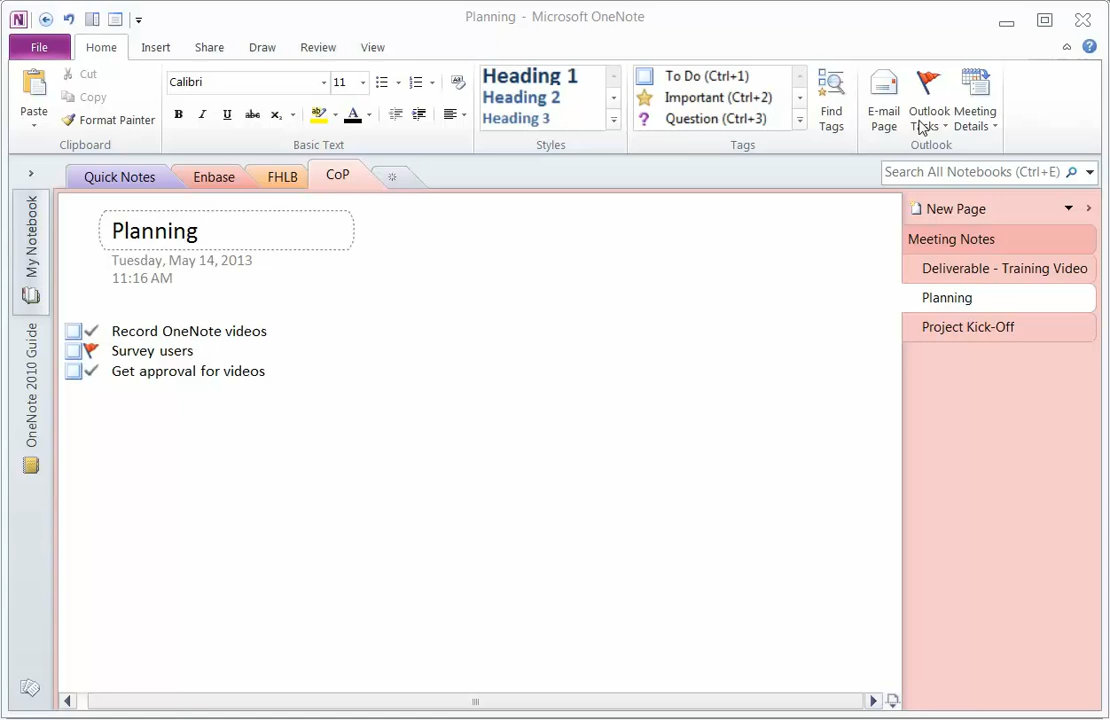 Planning - Microsoft OneNote
File Home Insert Share Draw Review View
Paste
Cut
Copy
Format Painter
Clipboard
Calibri 11
B I U abc X₂ ab A
Basic Text
Heading 1
Heading 2
Heading 3
Styles
To Do (Ctrl+1)
Important (Ctrl+2)
Question (Ctrl+3)
Tags
Find
Tags
E-mail
Page
Outlook
Tasks
Meeting
Details
Outlook
Quick Notes Enbase FHLB CoP
Search All Notebooks (Ctrl+E)
My Notebook
OneNote 2010 Guide
Planning
Tuesday, May 14, 2013
11:16 AM
Record OneNote videos
Survey users
Get approval for videos
New Page
Meeting Notes
Deliverable - Training Video
Planning
Project Kick-Off